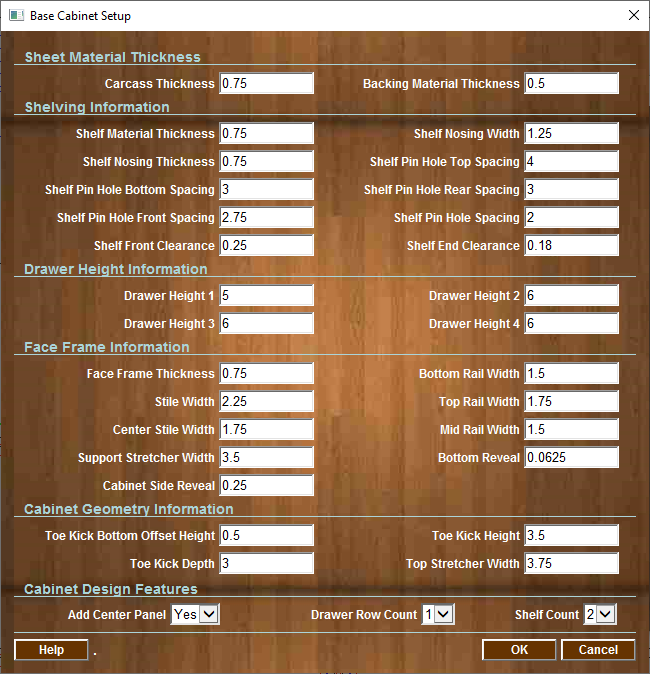 Base Cabinet Setup
Sheet Material Thickness
Carcass Thickness 0.75 Backing Material Thickness 0.5
Shelving Information
Shelf Material Thickness 0.75 Shelf Nosing Width 1.25
Shelf Nosing Thickness 0.75 Shelf Pin Hole Top Spacing 4
Shelf Pin Hole Bottom Spacing 3 Shelf Pin Hole Rear Spacing 3
Shelf Pin Hole Front Spacing 2.75 Shelf Pin Hole Spacing 2
Shelf Front Clearance 0.25 Shelf End Clearance 0.18
Drawer Height Information
Drawer Height 1 5 Drawer Height 2 6
Drawer Height 3 6 Drawer Height 4 6
Face Frame Information
Face Frame Thickness 0.75 Bottom Rail Width 1.5
Stile Width 2.25 Top Rail Width 1.75
Center Stile Width 1.75 Mid Rail Width 1.5
Support Stretcher Width 3.5 Bottom Reveal 0.0625
Cabinet Side Reveal 0.25
Cabinet Geometry Information
Toe Kick Bottom Offset Height 0.5 Toe Kick Height 3.5
Toe Kick Depth 3 Top Stretcher Width 3.75
Cabinet Design Features
Add Center Panel Yes Drawer Row Count 1 Shelf Count 2
Help . OK Cancel